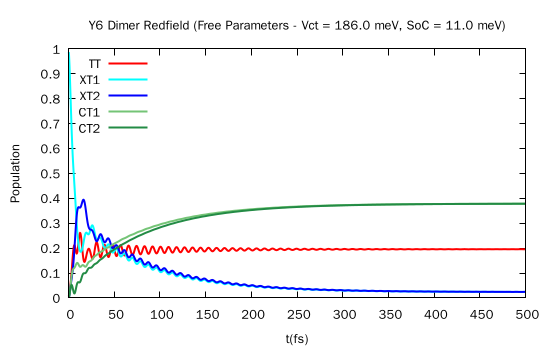 Y6 Dimer Redfield (Free Parameters - Vct = 186.0 meV, SoC = 11.0 meV)
1
0.9
0.8
0.7
0.6
0.5
0.4
0.3
0.2
0.1
0
Population
TT
XT1
XT2
CT1
CT2
0 50 100 150 200 250 300 350 400 450 500
t(fs)